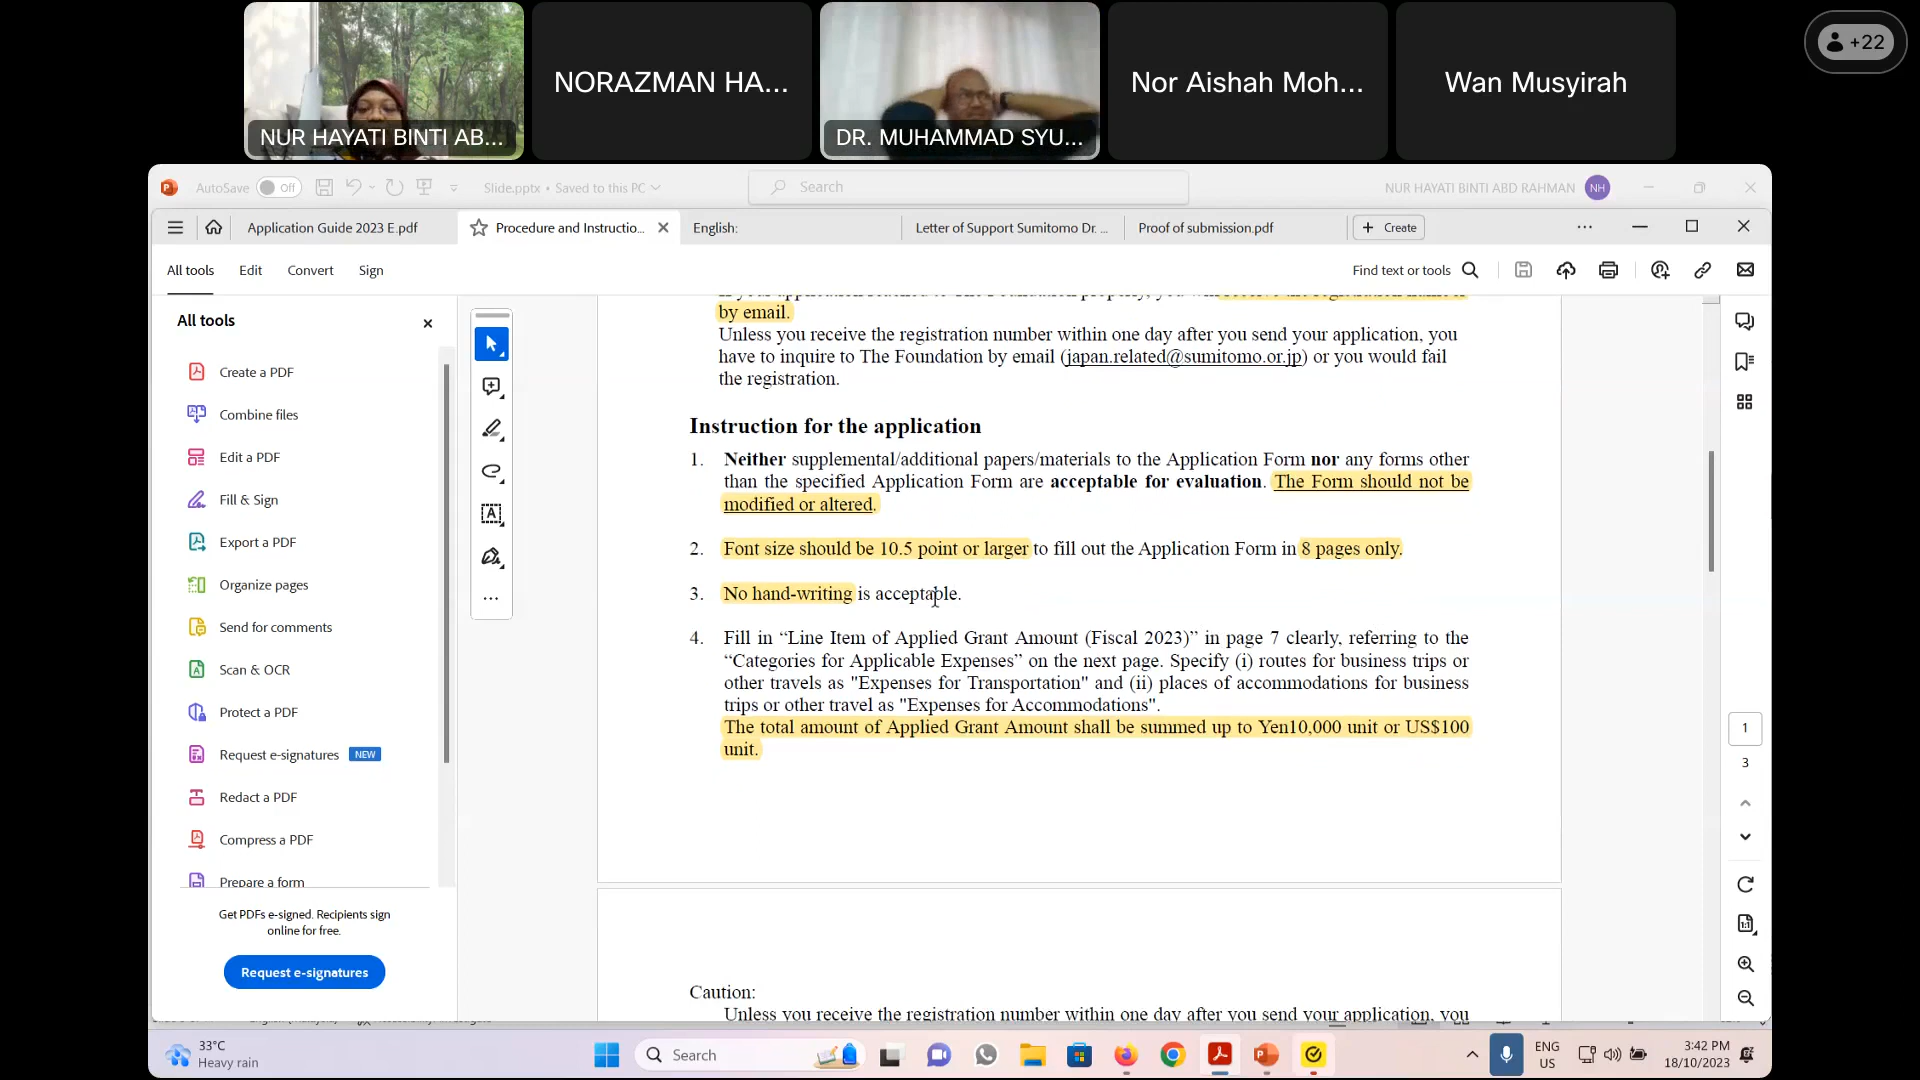 NUR HAYATI BINTI AB...
NORAZMAN HA...
DR. MUHAMMAD SYU...
Nor Aishah Moh...
Wan Musyirah
+22
AutoSave Off
Slide.pptx • Saved to this PC
Search
NUR HAYATI BINTI ABD RAHMAN NH
Application Guide 2023 E.pdf
Procedure and Instructio...
English:
Letter of Support Sumitomo Dr. ...
Proof of submission.pdf
Create
All tools
Edit
Convert
Sign
Find text or tools
All tools
Create a PDF
Combine files
Edit a PDF
Fill & Sign
Export a PDF
Organize pages
Send for comments
Scan & OCR
Protect a PDF
Request e-signatures NEW
Redact a PDF
Compress a PDF
Prepare a form
Get PDFs e-signed. Recipients sign
online for free.
Request e-signatures
by email.
Unless you receive the registration number within one day after you send your application, you
have to inquire to The Foundation by email (japan.related@sumitomo.or.jp) or you would fail
the registration.
Instruction for the application
1. Neither supplemental/additional papers/materials to the Application Form nor any forms other
than the specified Application Form are acceptable for evaluation. The Form should not be
modified or altered.
2. Font size should be 10.5 point or larger to fill out the Application Form in 8 pages only.
3. No hand-writing is acceptable.
4. Fill in “Line Item of Applied Grant Amount (Fiscal 2023)” in page 7 clearly, referring to the
“Categories for Applicable Expenses” on the next page. Specify (i) routes for business trips or
other travels as "Expenses for Transportation" and (ii) places of accommodations for business
trips or other travel as "Expenses for Accommodations".
The total amount of Applied Grant Amount shall be summed up to Yen10,000 unit or US$100
unit.
Caution:
Unless you receive the registration number within one day after you send your application, you
1
3
33°C
Heavy rain
Search
ENG
US
3:42 PM
18/10/2023